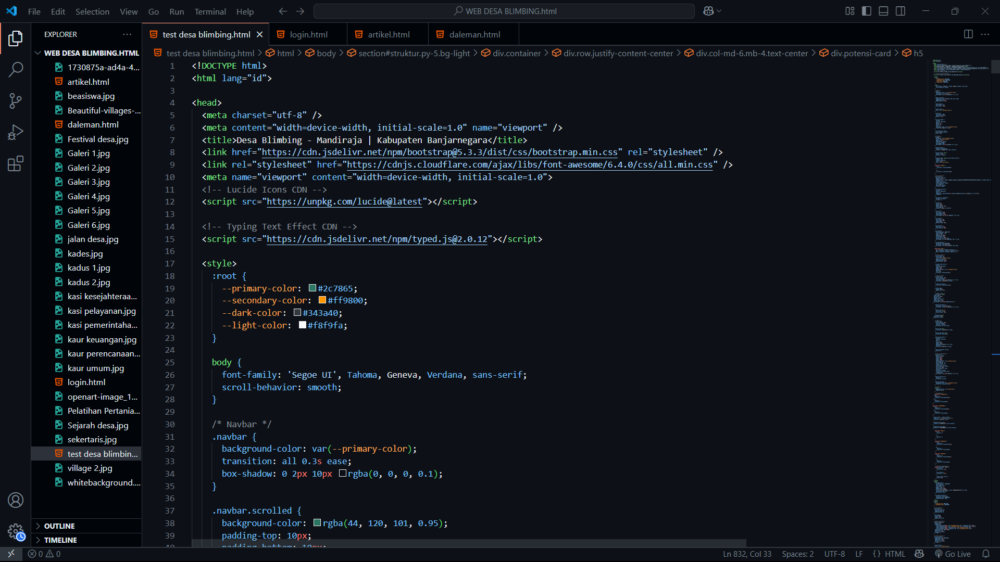 File Edit Selection View Go Run Terminal Help
WEB DESA BLIMBING.html
EXPLORER
WEB DESA BLIMBING.HTML
1730875a-ad4a-4...
artikel.html
beasiswa.jpg
Beautiful-villages-...
daleman.html
Festival desa.jpg
Galeri 1.jpg
Galeri 2.jpg
Galeri 3.jpg
Galeri 4.jpg
Galeri 5.jpg
Galeri 6.jpg
jalan desa.jpg
kades.jpg
kadus 1.jpg
kadus 2.jpg
kasi kesejahteraa...
kasi pelayanan.jpg
kasi pemerintaha...
kaur keuangan.jpg
kaur perencanaan...
kaur umum.jpg
login.html
openart-image_1...
Pelatihan Pertania...
Sejarah desa.jpg
sekertaris.jpg
test desa blimbin...
village 2.jpg
whitebackground....
OUTLINE
TIMELINE
test desa blimbing.html login.html artikel.html daleman.html
test desa blimbing.html > html > body > section#struktur.py-5.bg-light > div.container > div.row.justify-content-center > div.col-md-6.mb-4.text-center > div.potensi-card > h5
1 <!DOCTYPE html>
2 <html lang="id">
3
4 <head>
5 <meta charset="utf-8" />
6 <meta content="width=device-width, initial-scale=1.0" name="viewport" />
7 <title>Desa Blimbing - Mandiraja | Kabupaten Banjarnegara</title>
8 <link href="https://cdn.jsdelivr.net/npm/bootstrap@5.3.3/dist/css/bootstrap.min.css" rel="stylesheet" />
9 <link rel="stylesheet" href="https://cdnjs.cloudflare.com/ajax/libs/font-awesome/6.4.0/css/all.min.css" />
10 <meta name="viewport" content="width=device-width, initial-scale=1.0">
11 <!-- Lucide Icons CDN -->
12 <script src="https://unpkg.com/lucide@latest"></script>
13
14 <!-- Typing Text Effect CDN -->
15 <script src="https://cdn.jsdelivr.net/npm/typed.js@2.0.12"></script>
16
17 <style>
18 :root {
19 --primary-color: #2c7865;
20 --secondary-color: #ff9800;
21 --dark-color: #343a40;
22 --light-color: #f8f9fa;
23 }
24
25 body {
26 font-family: 'Segoe UI', Tahoma, Geneva, Verdana, sans-serif;
27 scroll-behavior: smooth;
28 }
29
30 /* Navbar */
31 .navbar {
32 background-color: var(--primary-color);
33 transition: all 0.3s ease;
34 box-shadow: 0 2px 10px rgba(0, 0, 0, 0.1);
35 }
36
37 .navbar.scrolled {
38 background-color: rgba(44, 120, 101, 0.95);
39 padding-top: 10px;
40 padding-bottom: 10px;
0 0
Ln 832, Col 33 Spaces: 2 UTF-8 LF {} HTML Go Live